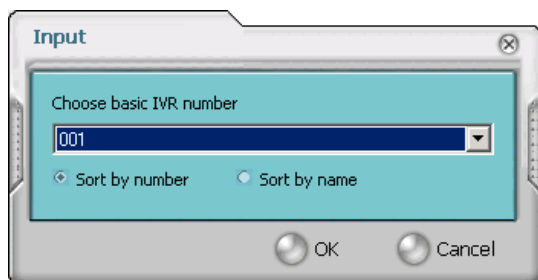 Input
Choose basic IVR number
001
Sort by number Sort by name
OK Cancel